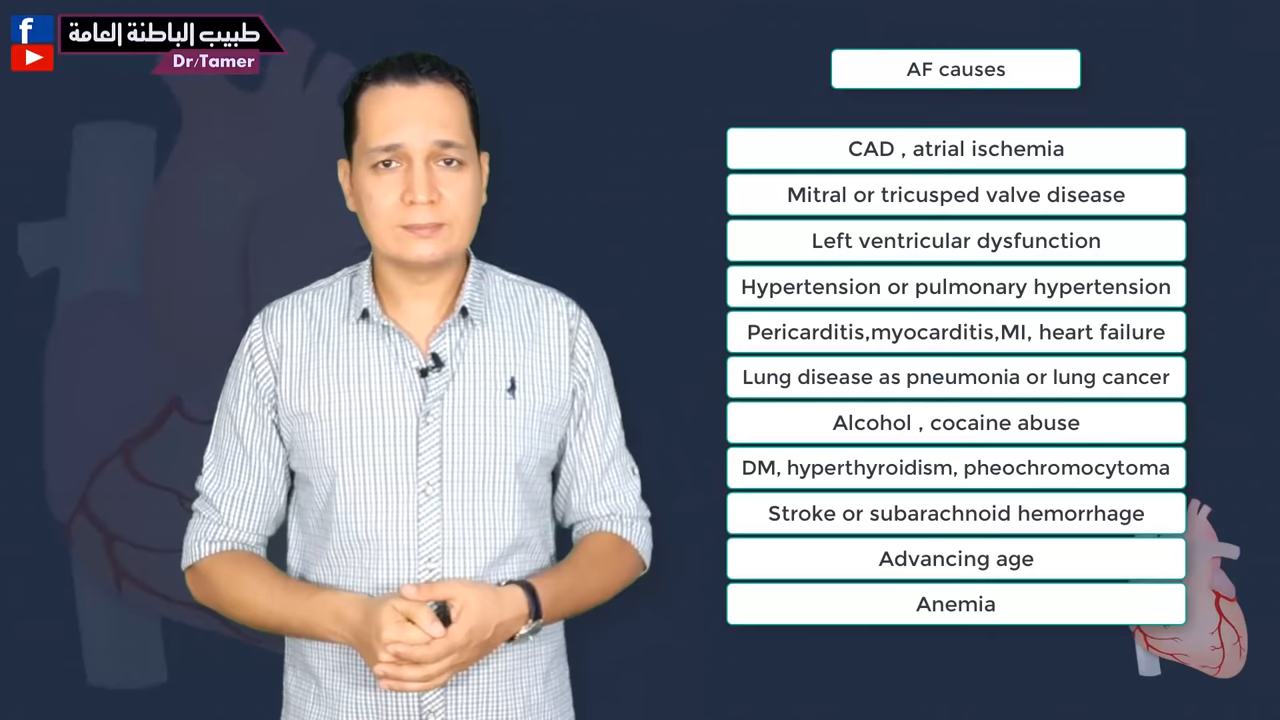 طبيب الباطنة العامة
Dr/Tamer
AF causes
CAD , atrial ischemia
Mitral or tricusped valve disease
Left ventricular dysfunction
Hypertension or pulmonary hypertension
Pericarditis,myocarditis,MI, heart failure
Lung disease as pneumonia or lung cancer
Alcohol , cocaine abuse
DM, hyperthyroidism, pheochromocytoma
Stroke or subarachnoid hemorrhage
Advancing age
Anemia